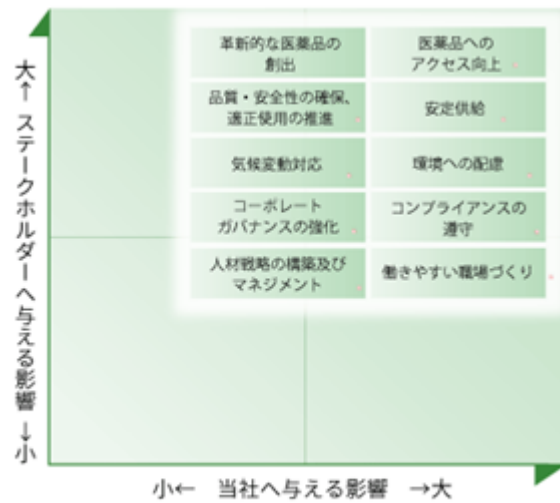 革新的な医薬品の
創出
医薬品への
アクセス向上
品質・安全性の確保、
適正使用の推進
安定供給
気候変動対応
環境への配慮
コーポレート
ガバナンスの強化
コンプライアンスの
遵守
人材戦略の構築及び
マネジメント
働きやすい職場づくり
大↑ ステークホルダーへ与える影響 ↓小
小← 当社へ与える影響 →大